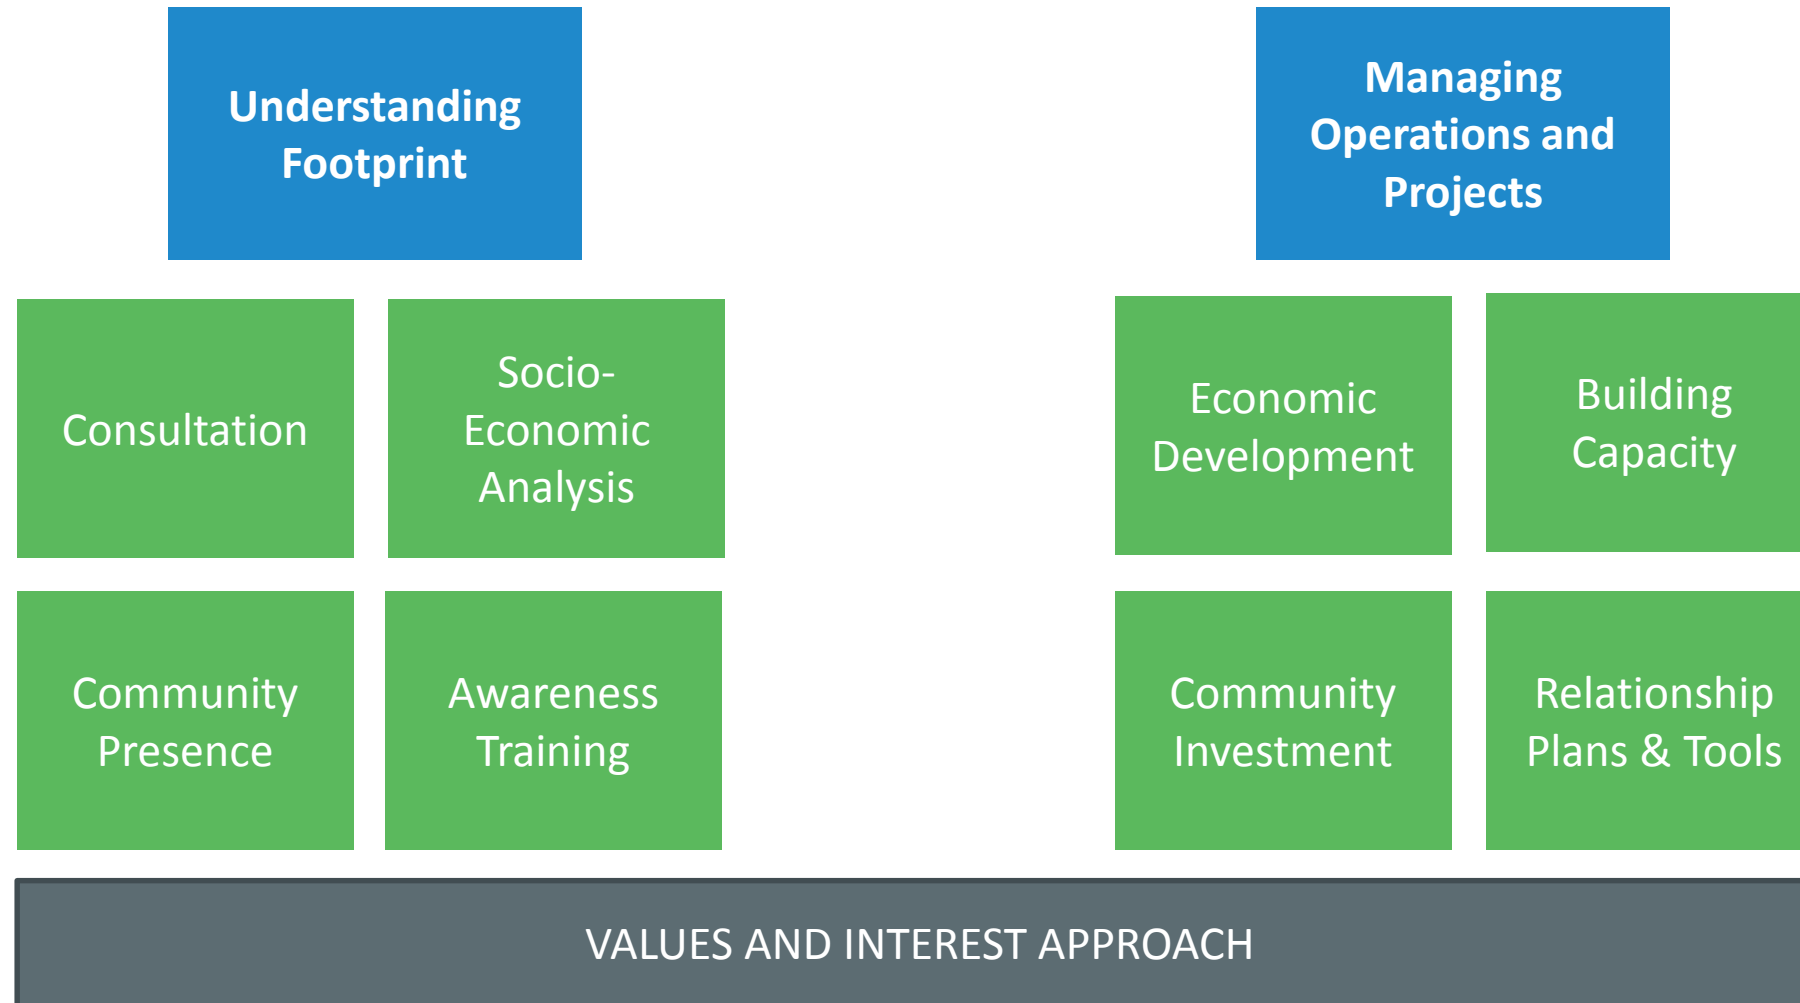 Understanding
Footprint
Managing
Operations and
Projects
Consultation
Socio-
Economic
Analysis
Economic
Development
Building
Capacity
Community
Presence
Awareness
Training
Community
Investment
Relationship
Plans & Tools
VALUES AND INTEREST APPROACH